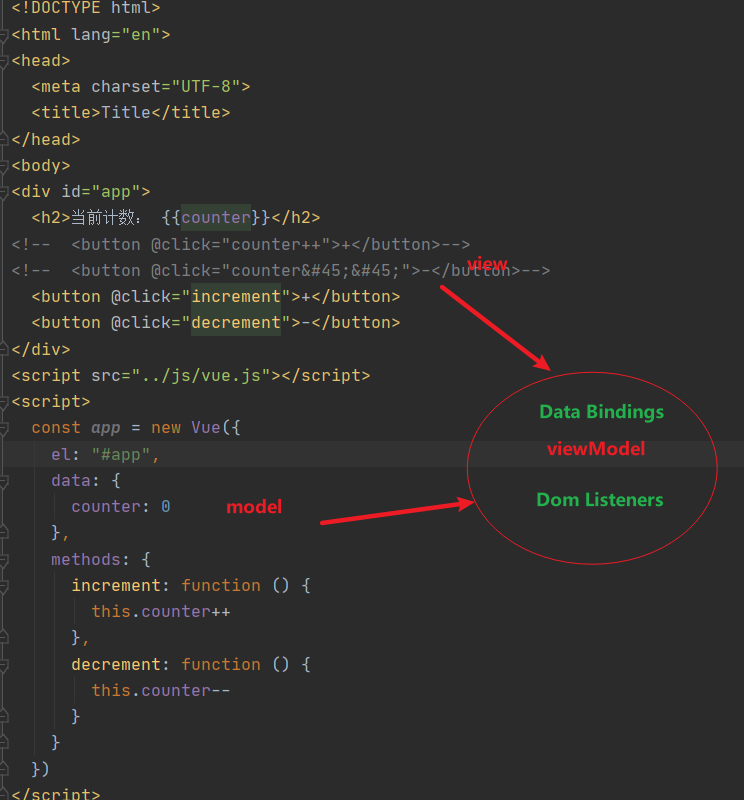 <!DOCTYPE html>
<html lang="en">
<head>
<meta charset="UTF-8">
<title>Title</title>
</head>
<body>
<div id="app">
<h2>当前计数： {{counter}}</h2>
<!-- <button @click="counter++">+</button>-->
<!-- <button @click="counter&#45;&#45;">-</button>-->
view
<button @click="increment">+</button>
<button @click="decrement">-</button>
</div>
<script src="../js/vue.js"></script>
<script>
const app = new Vue({
el: "#app",
data: {
counter: 0
},
methods: {
increment: function () {
this.counter++
},
decrement: function () {
this.counter--
}
}
})
</script>
model
Data Bindings
viewModel
Dom Listeners